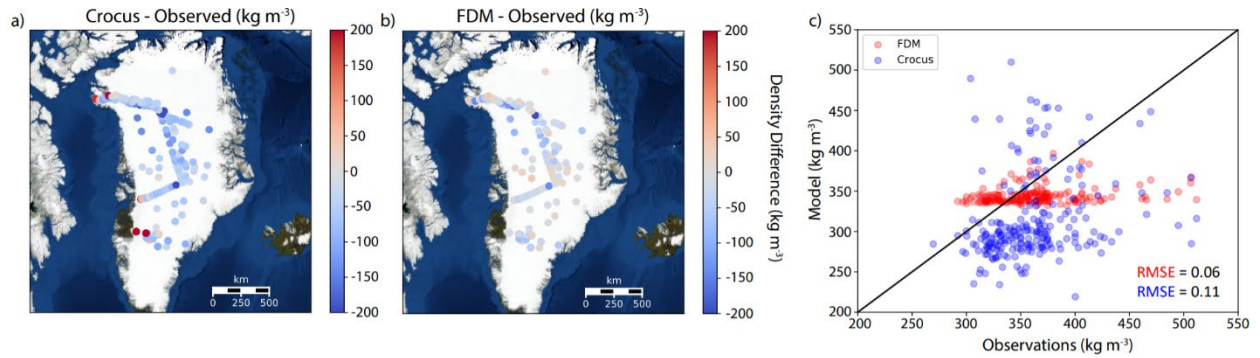 a) Crocus - Observed (kg m⁻³)
200
150
100
50
0
-50
-100
-150
-200
km
0 250 500
b) FDM - Observed (kg m⁻³)
200
150
100
50
0
-50
-100
-150
-200
Density Difference (kg m⁻³)
km
0 250 500
c)
550
500
450
400
350
300
250
200
Model (kg m⁻³)
FDM
Crocus
RMSE = 0.06
RMSE = 0.11
200 250 300 350 400 450 500 550
Observations (kg m⁻³)